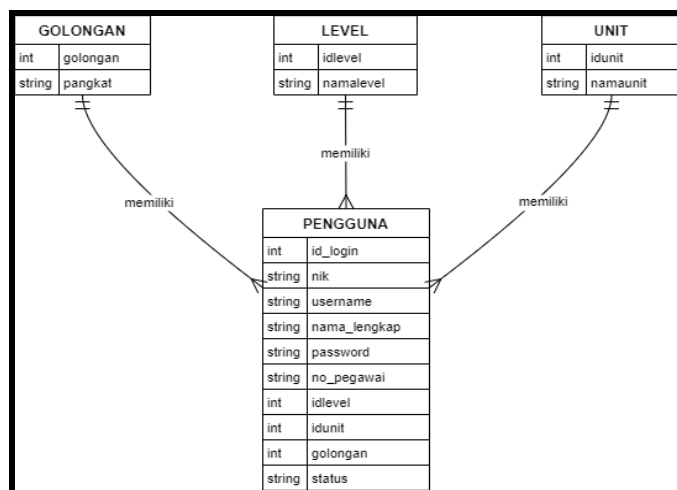 GOLONGAN
int golongan
string pangkat
LEVEL
int idlevel
string namalevel
UNIT
int idunit
string namaunit
memiliki
memiliki
memiliki
PENGGUNA
int id_login
string nik
string username
string nama_lengkap
string password
string no_pegawai
int idlevel
int idunit
int golongan
string status